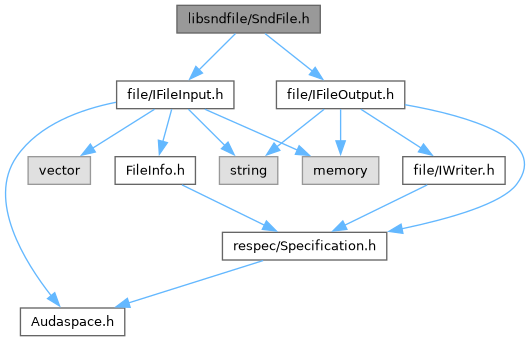 libsndfile/SndFile.h
file/IFileInput.h
file/IFileOutput.h
vector
FileInfo.h
string
memory
file/IWriter.h
respec/Specification.h
Audaspace.h